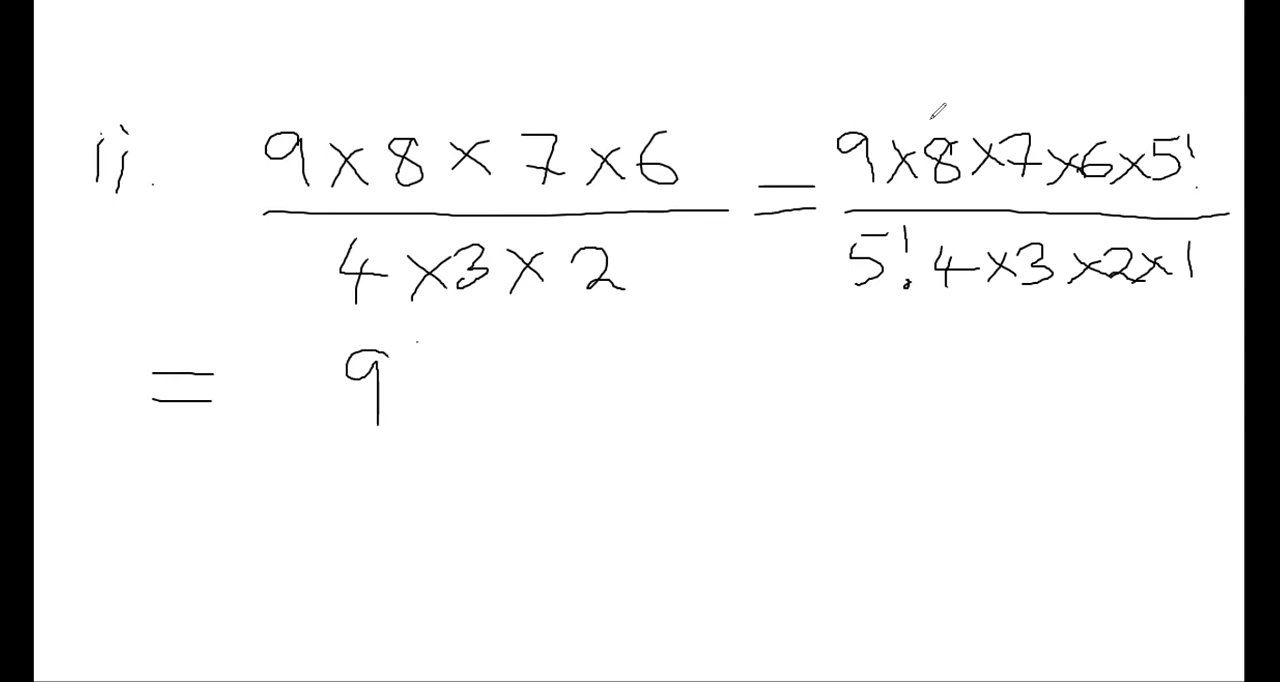 ii. 9 × 8 × 7 × 6 / 4 × 3 × 2 = 9 × 8 × 7 × 6 × 5! / 5! 4 × 3 × 2 × 1
= 9